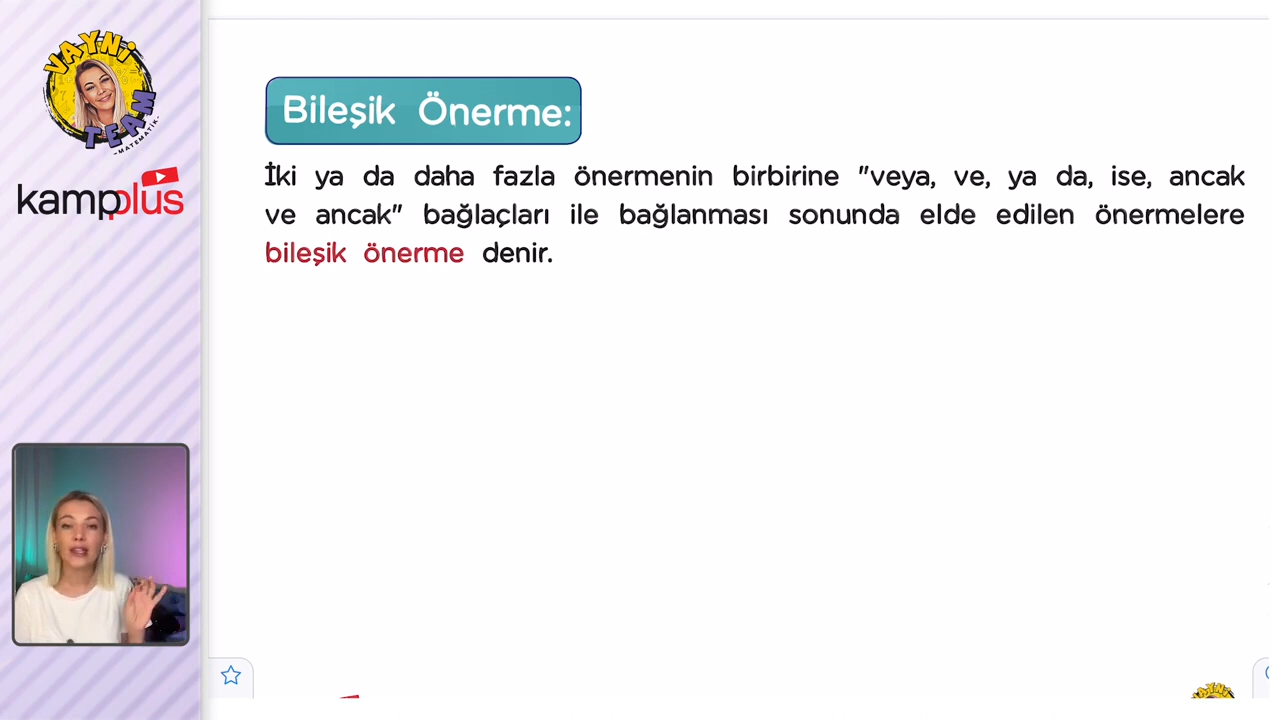 VAYNİ
TEAM
-MATEMATİK-
kampplus
Bileşik Önerme:
İki ya da daha fazla önermenin birbirine "veya, ve, ya da, ise, ancak
ve ancak" bağlaçları ile bağlanması sonunda elde edilen önermelere
bileşik önerme denir.